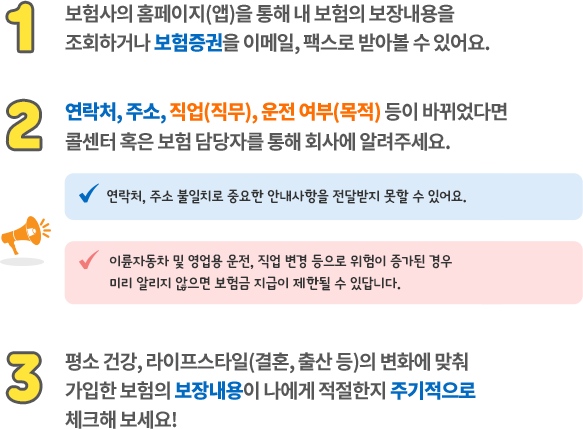 1 보험사의 홈페이지(앱)을 통해 내 보험의 보장내용을
조회하거나 보험증권을 이메일, 팩스로 받아볼 수 있어요.
2 연락처, 주소, 직업(직무), 운전 여부(목적) 등이 바뀌었다면
콜센터 혹은 보험 담당자를 통해 회사에 알려주세요.
연락처, 주소 불일치로 중요한 안내사항을 전달받지 못할 수 있어요.
이륜자동차 및 영업용 운전, 직업 변경 등으로 위험이 증가된 경우
미리 알리지 않으면 보험금 지급이 제한될 수 있답니다.
3 평소 건강, 라이프스타일(결혼, 출산 등)의 변화에 맞춰
가입한 보험의 보장내용이 나에게 적절한지 주기적으로
체크해 보세요!